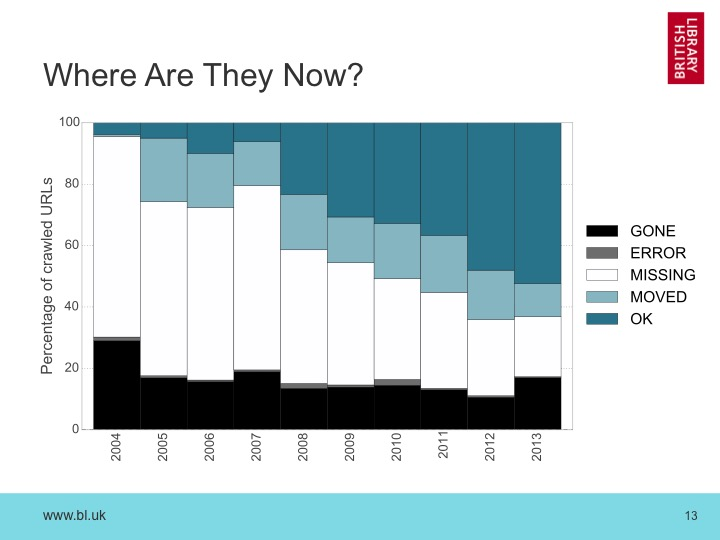 LIBRARY
BRITISH
Where Are They Now?
Percentage of crawled URLs
100
80
60
40
20
0
2004
2005
2006
2007
2008
2009
2010
2011
2012
2013
GONE
ERROR
MISSING
MOVED
OK
www.bl.uk
13